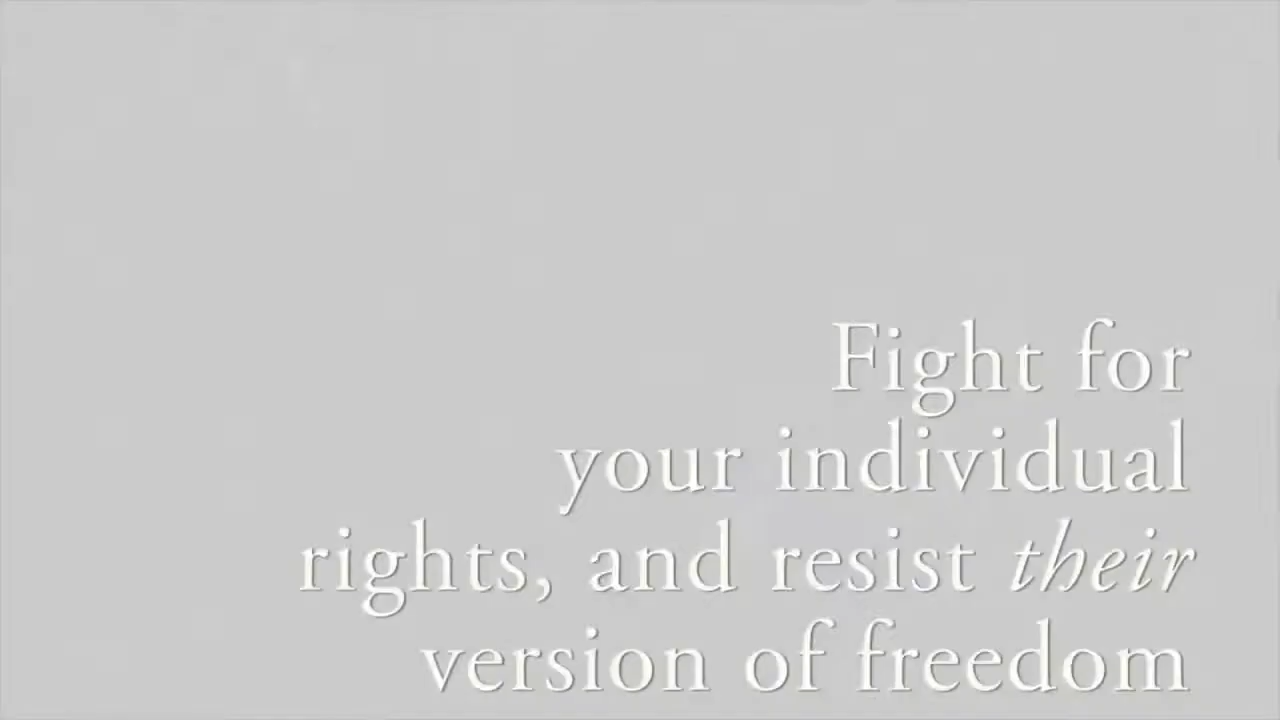 Fight for
your individual
rights, and resist their
version of freedom